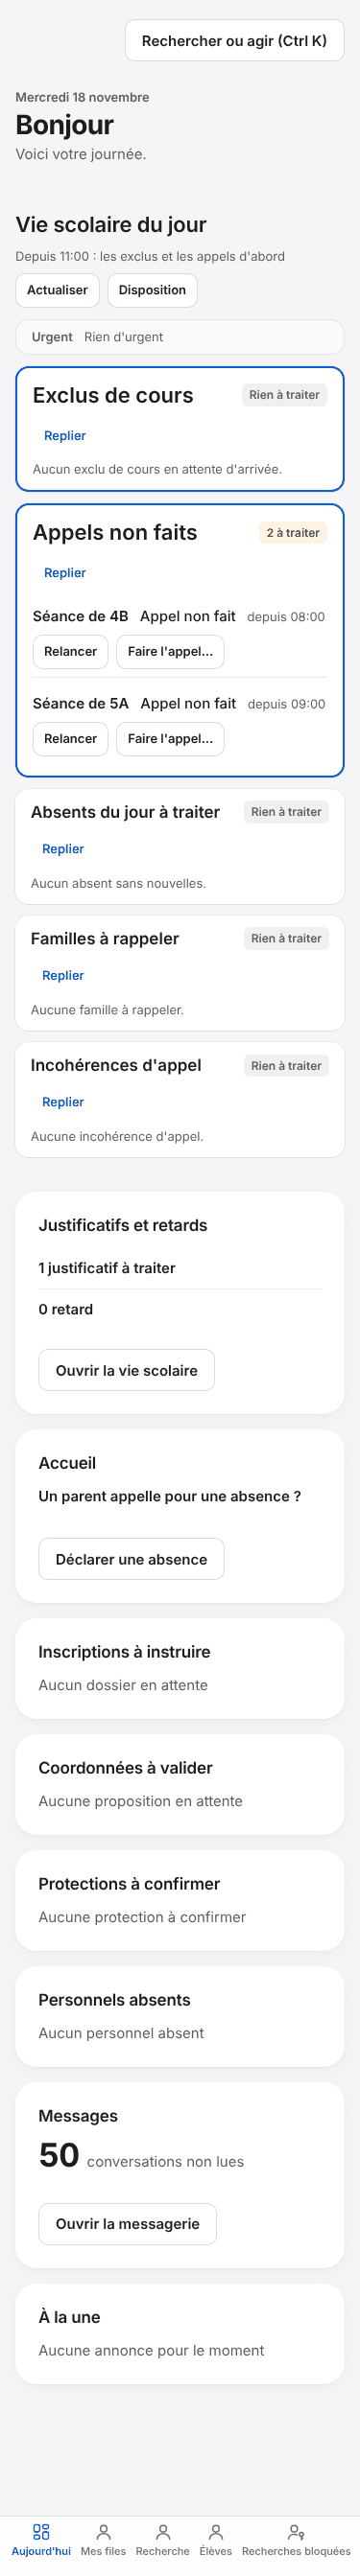 Rechercher ou agir (Ctrl K)
Mercredi 18 novembre
Bonjour
Voici votre journée.
Vie scolaire du jour
Depuis 11:00 : les exclus et les appels d'abord
Actualiser Disposition
Urgent Rien d'urgent
Exclus de cours Rien à traiter
Replier
Aucun exclu de cours en attente d'arrivée.
Appels non faits 2 à traiter
Replier
Séance de 4B Appel non fait depuis 08:00
Relancer Faire l'appel...
Séance de 5A Appel non fait depuis 09:00
Relancer Faire l'appel...
Absents du jour à traiter Rien à traiter
Replier
Aucun absent sans nouvelles.
Familles à rappeler Rien à traiter
Replier
Aucune famille à rappeler.
Incohérences d'appel Rien à traiter
Replier
Aucune incohérence d'appel.
Justificatifs et retards
1 justificatif à traiter
0 retard
Ouvrir la vie scolaire
Accueil
Un parent appelle pour une absence ?
Déclarer une absence
Inscriptions à instruire
Aucun dossier en attente
Coordonnées à valider
Aucune proposition en attente
Protections à confirmer
Aucune protection à confirmer
Personnels absents
Aucun personnel absent
Messages
50 conversations non lues
Ouvrir la messagerie
À la une
Aucune annonce pour le moment
Aujourd'hui Mes files Recherche Élèves Recherches bloquées